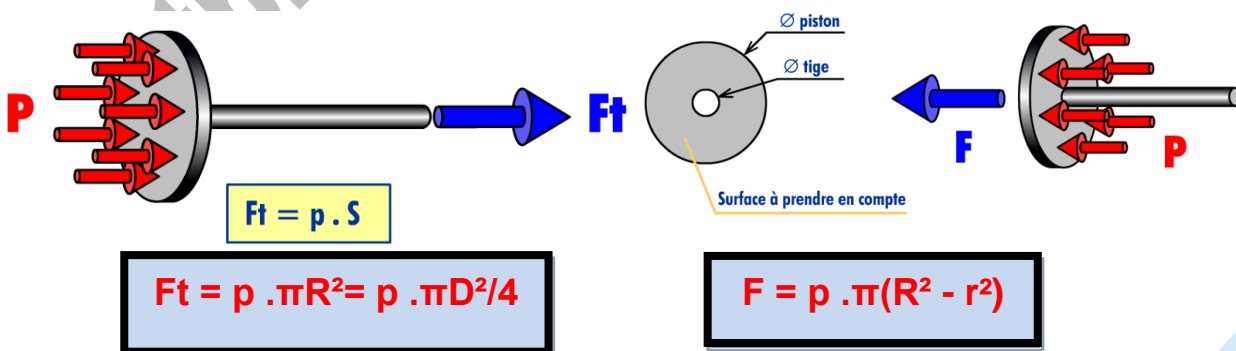 P
Ft
Ft = p . S
Ft = p .πR²= p .πD²/4
∅ piston
∅ tige
Surface à prendre en compte
F
P
F = p .π(R² - r²)